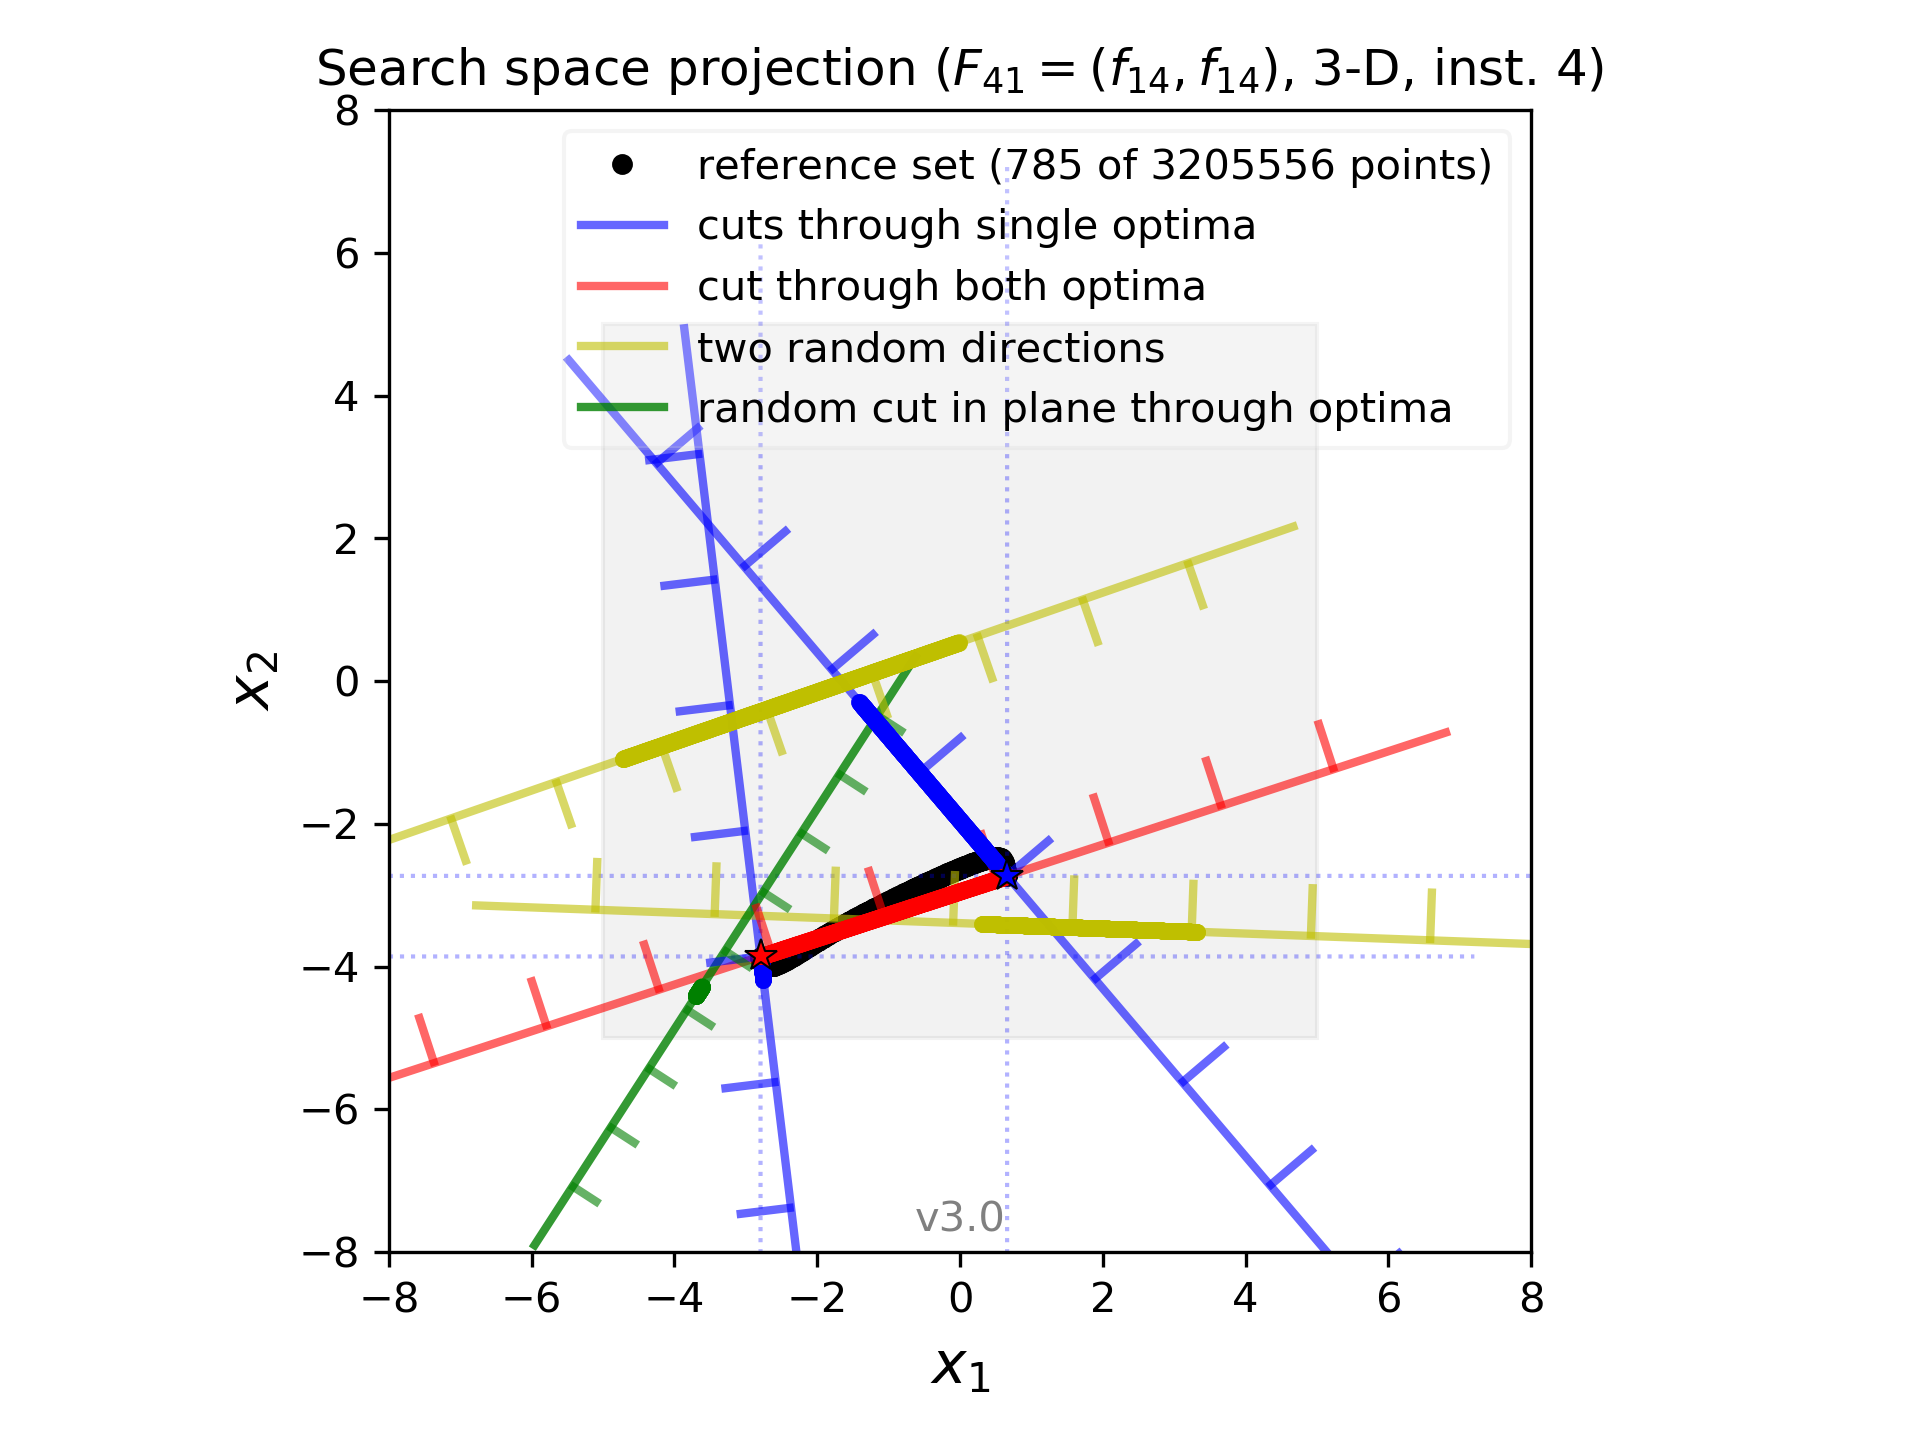 Search space projection (F41 = (f14, f14), 3-D, inst. 4)
8
6
4
2
0
−2
−4
−6
−8
x2
reference set (785 of 3205556 points)
cuts through single optima
cut through both optima
two random directions
random cut in plane through optima
v3.0
−8 −6 −4 −2 0 2 4 6 8
x1